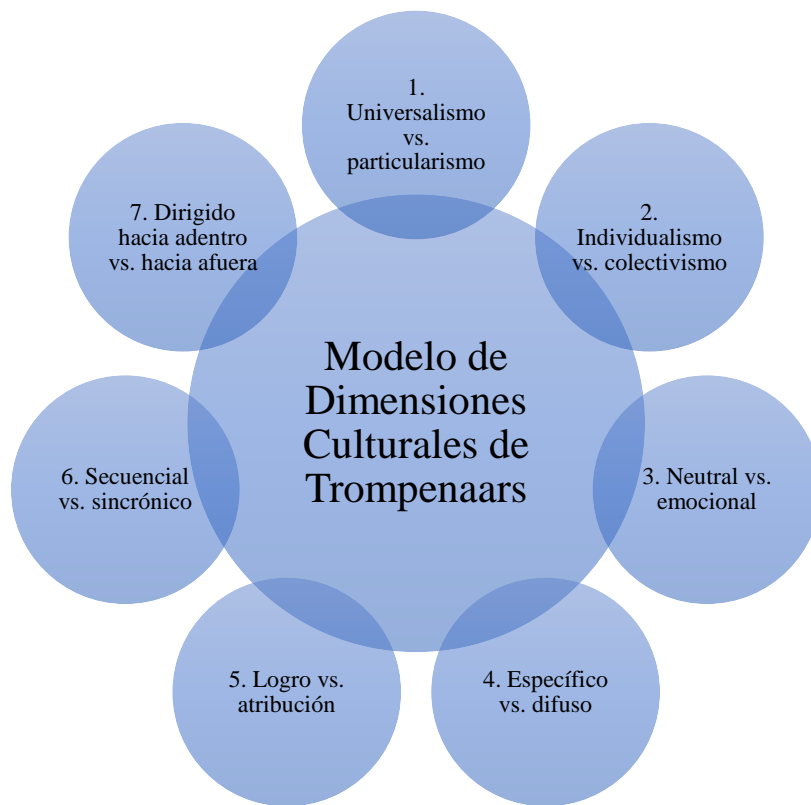 1.
Universalismo
vs.
particularismo
2.
Individualismo
vs. colectivismo
3. Neutral vs.
emocional
4. Específico
vs. difuso
5. Logro vs.
atribución
6. Secuencial
vs. sincrónico
7. Dirigido
hacia adentro
vs. hacia afuera
Modelo de
Dimensiones
Culturales de
Trompenaars